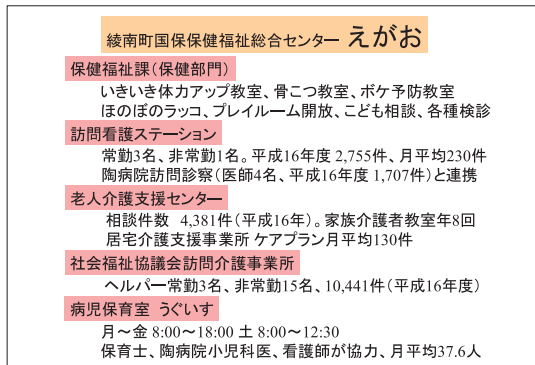 綾南町国保保健福祉総合センター えがお
保健福祉課（保健部門）
いきいき体力アップ教室、骨こつ教室、ボケ予防教室
ほのぼのラッコ、プレイルーム開放、こども相談、各種検診
訪問看護ステーション
常勤3名、非常勤1名。平成16年度 2,755件、月平均230件
陶病院訪問診察（医師4名、平成16年度 1,707件）と連携
老人介護支援センター
相談件数 4,381件（平成16年）。家族介護者教室年8回
居宅介護支援事業所 ケアプラン月平均130件
社会福祉協議会訪問介護事業所
ヘルパー常勤3名、非常勤15名、10,441件（平成16年度）
病児保育室 うぐいす
月～金 8:00～18:00 土 8:00～12:30
保育士、陶病院小児科医、看護師が協力、月平均37.6人